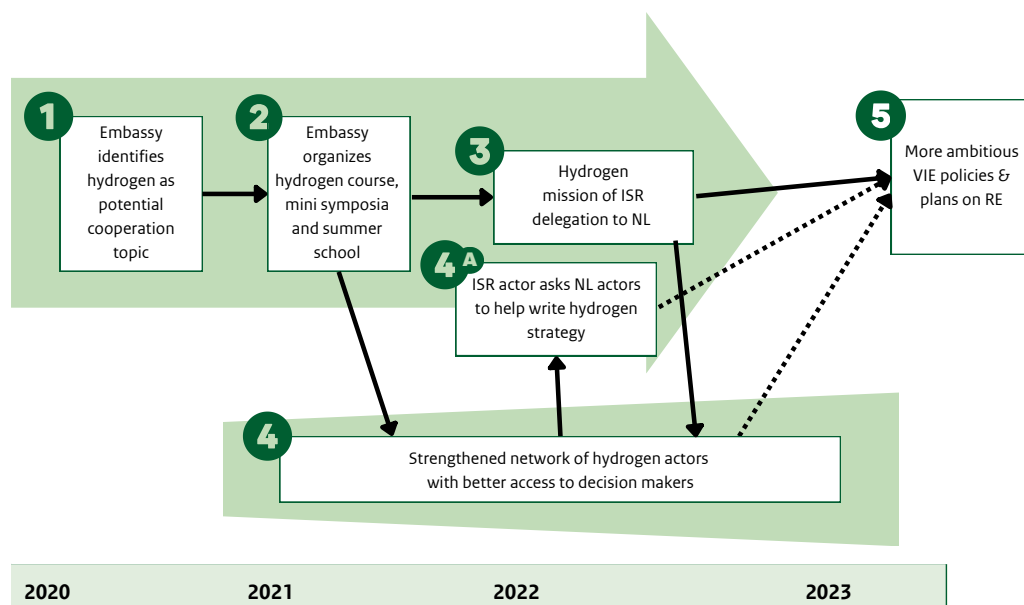 1
Embassy
identifies
hydrogen as
potential
cooperation
topic
2
Embassy
organizes
hydrogen course,
mini symposia
and summer
school
3
Hydrogen
mission of ISR
delegation to NL
4A
ISR actor asks NL actors
to help write hydrogen
strategy
5
More ambitious
VIE policies &
plans on RE
4
Strengthened network of hydrogen actors
with better access to decision makers
2020
2021
2022
2023